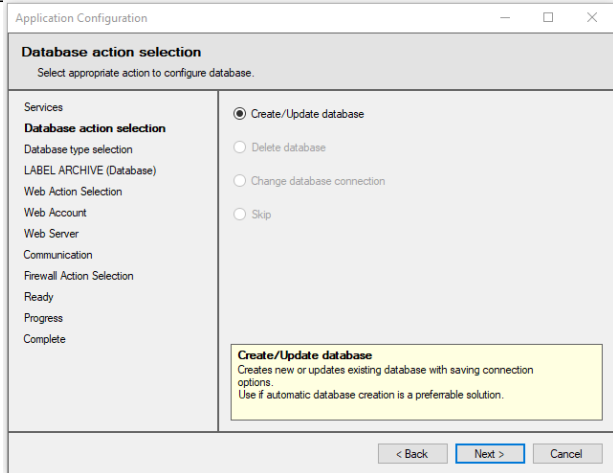 Application Configuration
Database action selection
Select appropriate action to configure database.
Services
Database action selection
Database type selection
LABEL ARCHIVE (Database)
Web Action Selection
Web Account
Web Server
Communication
Firewall Action Selection
Ready
Progress
Complete
Create/Update database
Delete database
Change database connection
Skip
Create/Update database
Creates new or updates existing database with saving connection
options.
Use if automatic database creation is a preferrable solution.
< Back
Next >
Cancel